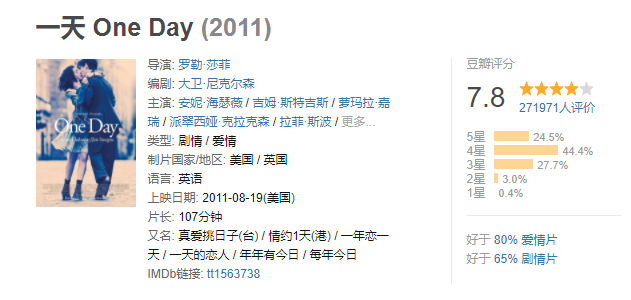 一天 One Day (2011)
One Day
导演: 罗勒·莎菲
编剧: 大卫·尼克尔森
主演: 安妮·海瑟薇 / 吉姆·斯特吉斯 / 萝玛拉·嘉
瑞 / 派翠西娅·克拉克森 / 拉菲·斯波 / 更多...
类型: 剧情 / 爱情
制片国家/地区: 美国 / 英国
语言: 英语
上映日期: 2011-08-19(美国)
片长: 107分钟
又名: 真爱挑日子(台) / 情约1天(港) / 一年恋一
天 / 一天的恋人 / 年年有今日 / 每年今日
IMDb链接: tt1563738
豆瓣评分
7.8
271971人评价
5星 24.5%
4星 44.4%
3星 27.7%
2星 3.0%
1星 0.4%
好于 80% 爱情片
好于 65% 剧情片